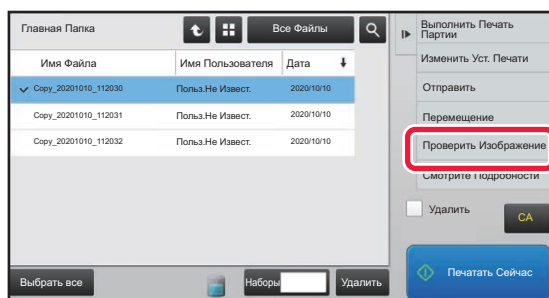 Главная Папка
Все Файлы
Имя Файла
Имя Пользователя
Дата
Copy_20201010_112030
Польз.Не Извест.
2020/10/10
Copy_20201010_112031
Польз.Не Извест.
2020/10/10
Copy_20201010_112032
Польз.Не Извест.
2020/10/10
Выбрать все
Наборы
Удалить
Выполнить Печать
Партии
Изменить Уст. Печати
Отправить
Перемещение
Проверить Изображение
Смотрите Подробности
Удалить
CA
Печатать Сейчас